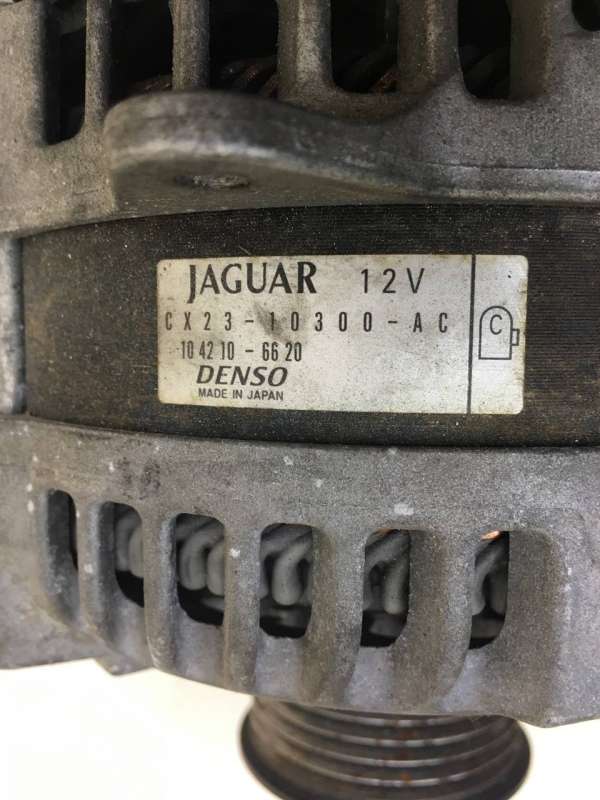 JAGUAR 12V
CX23-10300-AC
104210-6620
DENSO
MADE IN JAPAN
C